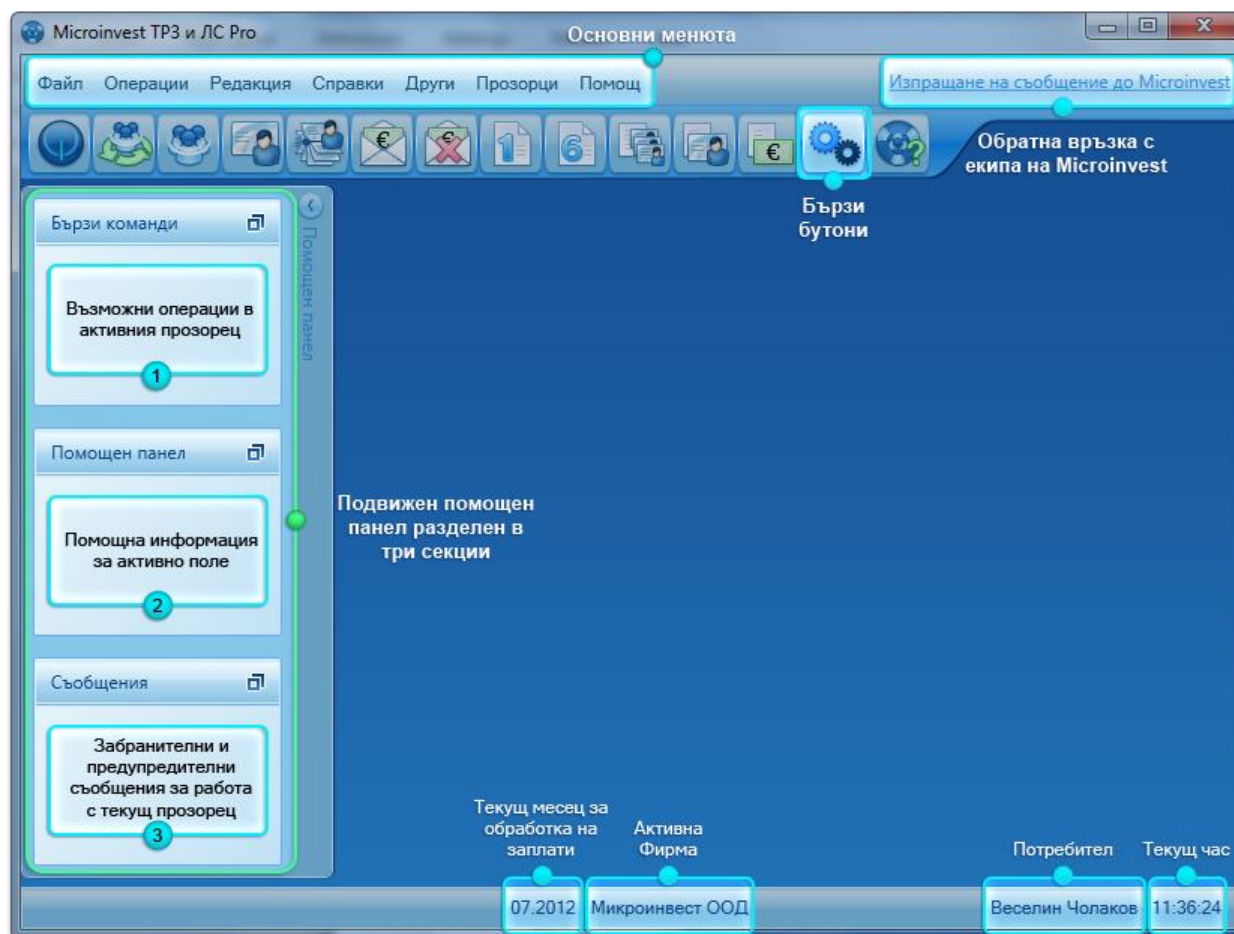 Microinvest ТРЗ и ЛС Pro
Основни менюта
Файл Операции Редакция Справки Други Прозорци Помощ
Изпращане на съобщение до Microinvest
1 6 € €
Обратна връзка с
екипа на Microinvest
Бързи
бутони
Бързи команди
Възможни операции в
активния прозорец
1
Помощен панел
Помощен панел
Помощна информация
за активно поле
2
Подвижен помощен
панел разделен в
три секции
Съобщения
Забранителни и
предупредителни
съобщения за работа
с текущ прозорец
3
Текущ месец за
обработка на
заплати
Активна
Фирма
Потребител
Текущ час
07.2012
Микроинвест ООД
Веселин Чолаков
11:36:24